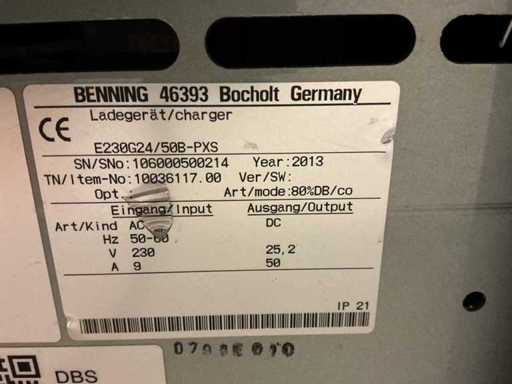 BENNING 46393 Bocholt Germany
CE
Ladegerät/charger
E230G24/50B-PXS
SN/SNo:106000500214 Year:2013
TN/Item-No:10036117.00 Ver/SW:
Opt. Art/mode:80%DB/co
Eingang/Input Ausgang/Output
Art/Kind AC DC
Hz 50-60
V 230 25,2
A 9 50
IP 21
DBS